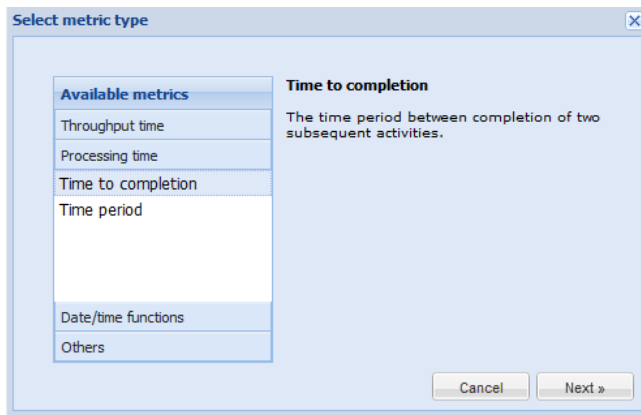 Select metric type
Available metrics
Throughput time
Processing time
Time to completion
Time period
Date/time functions
Others
Time to completion
The time period between completion of two
subsequent activities.
Cancel
Next »